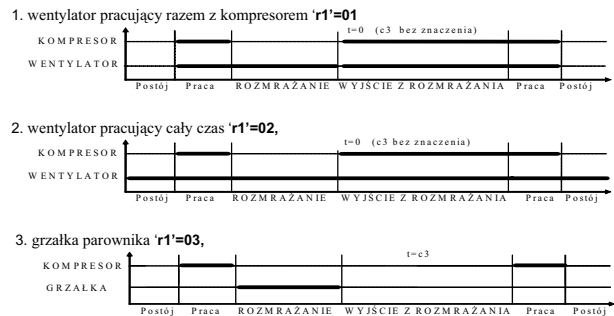 1. wentylator pracujący razem z kompresorem ‘r1’=01
t=0 (c3 bez znaczenia)
KOMPRESOR
WENTYLATOR
Postój Praca ROZMRAŻANIE WYJŚCIE Z ROZMRAŻANIA Praca Postój
2. wentylator pracujący cały czas ‘r1’=02,
t=0 (c3 bez znaczenia)
KOMPRESOR
WENTYLATOR
Postój Praca ROZMRAŻANIE WYJŚCIE Z ROZMRAŻANIA Praca Postój
3. grzałka parownika ‘r1’=03,
t=c3
KOMPRESOR
GRZAŁKA
Postój Praca ROZMRAŻANIE WYJŚCIE Z ROZMRAŻANIA Praca Postój